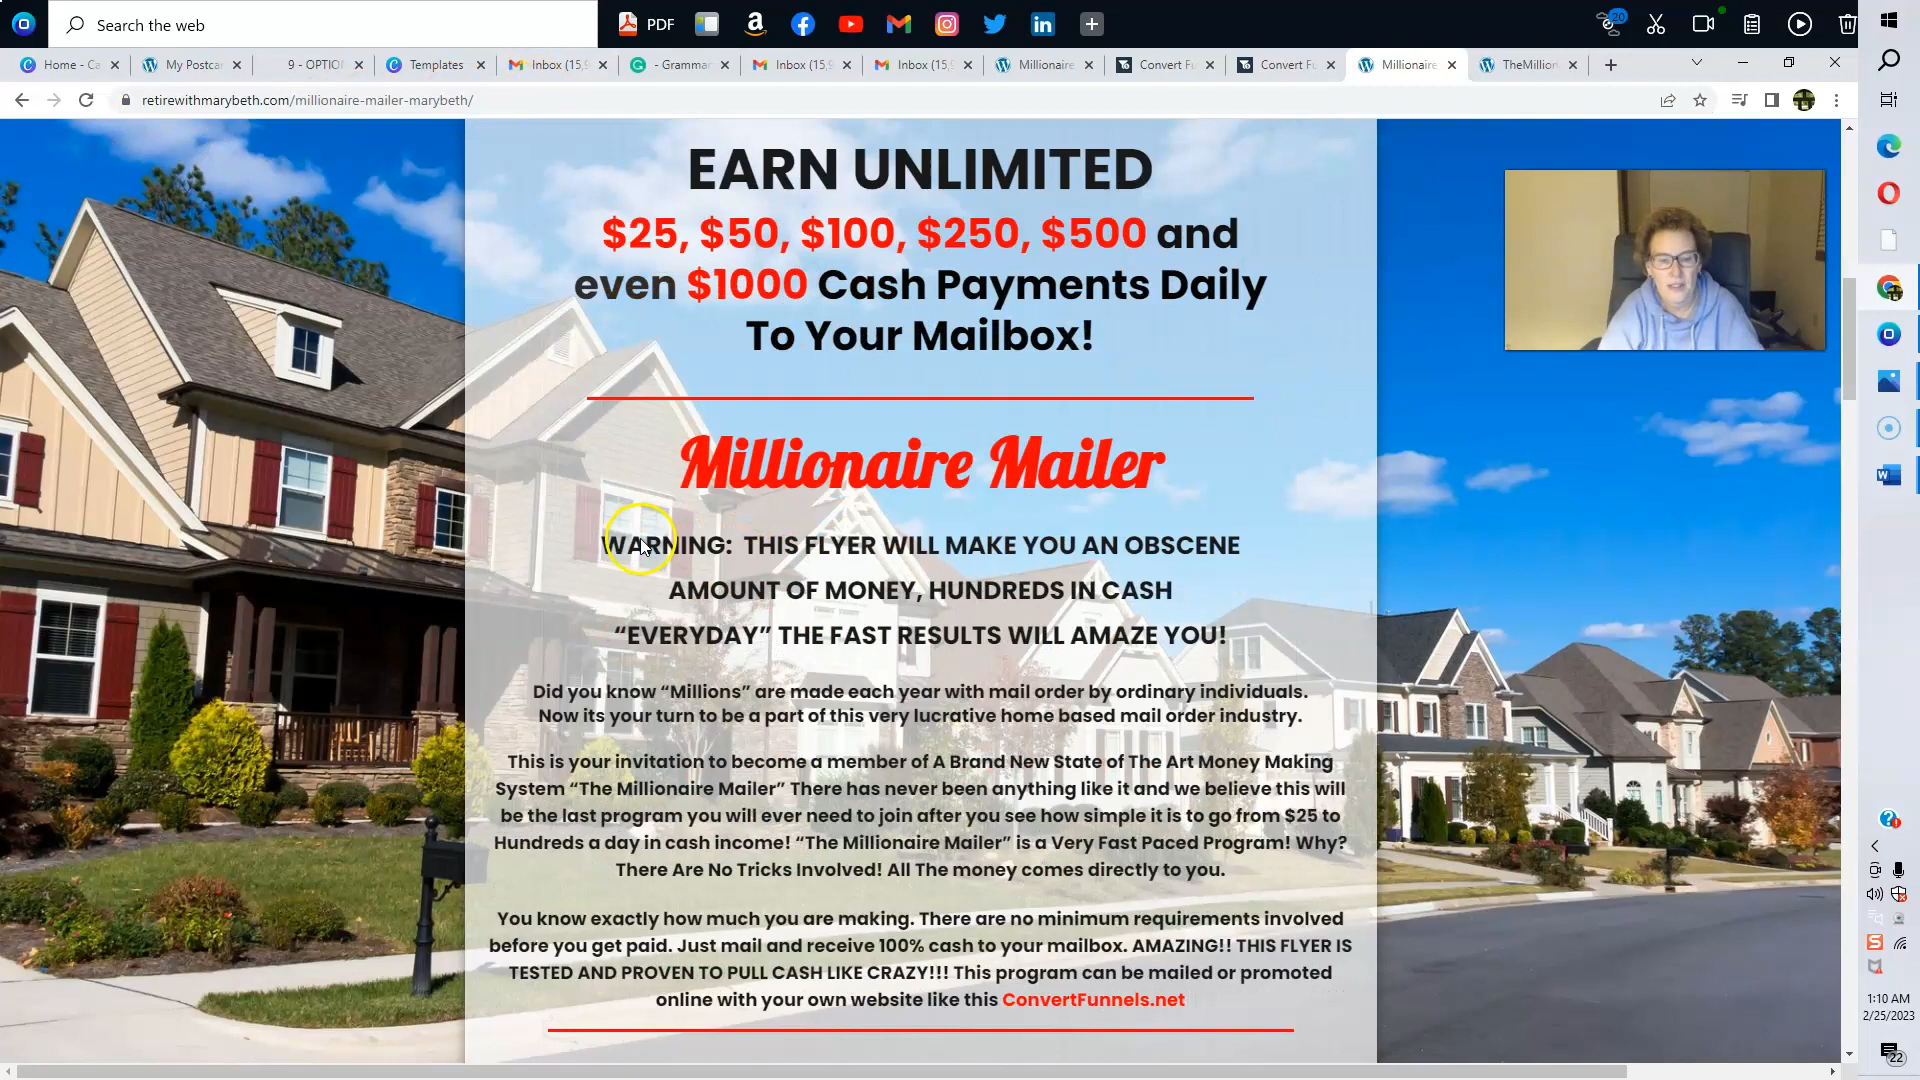 Search the web
PDF
20
Home - Ca
My Postca
9 - OPTIO
Templates
Inbox (15,9
- Grammar
Inbox (15,9
Inbox (15,
Millionaire
Convert Fu
Convert Fu
Millionaire
TheMillion
retirewithmarybeth.com/millionaire-mailer-marybeth/
EARN UNLIMITED
$25, $50, $100, $250, $500 and
even $1000 Cash Payments Daily
To Your Mailbox!
Millionaire Mailer
WARNING: THIS FLYER WILL MAKE YOU AN OBSCENE
AMOUNT OF MONEY, HUNDREDS IN CASH
“EVERYDAY” THE FAST RESULTS WILL AMAZE YOU!
Did you know “Millions” are made each year with mail order by ordinary individuals.
Now its your turn to be a part of this very lucrative home based mail order industry.
This is your invitation to become a member of A Brand New State of The Art Money Making
System “The Millionaire Mailer” There has never been anything like it and we believe this will
be the last program you will ever need to join after you see how simple it is to go from $25 to
Hundreds a day in cash income! “The Millionaire Mailer” is a Very Fast Paced Program! Why?
There Are No Tricks Involved! All The money comes directly to you.
You know exactly how much you are making. There are no minimum requirements involved
before you get paid. Just mail and receive 100% cash to your mailbox. AMAZING!! THIS FLYER IS
TESTED AND PROVEN TO PULL CASH LIKE CRAZY!!! This program can be mailed or promoted
online with your own website like this ConvertFunnels.net
1:10 AM
2/25/2023
22